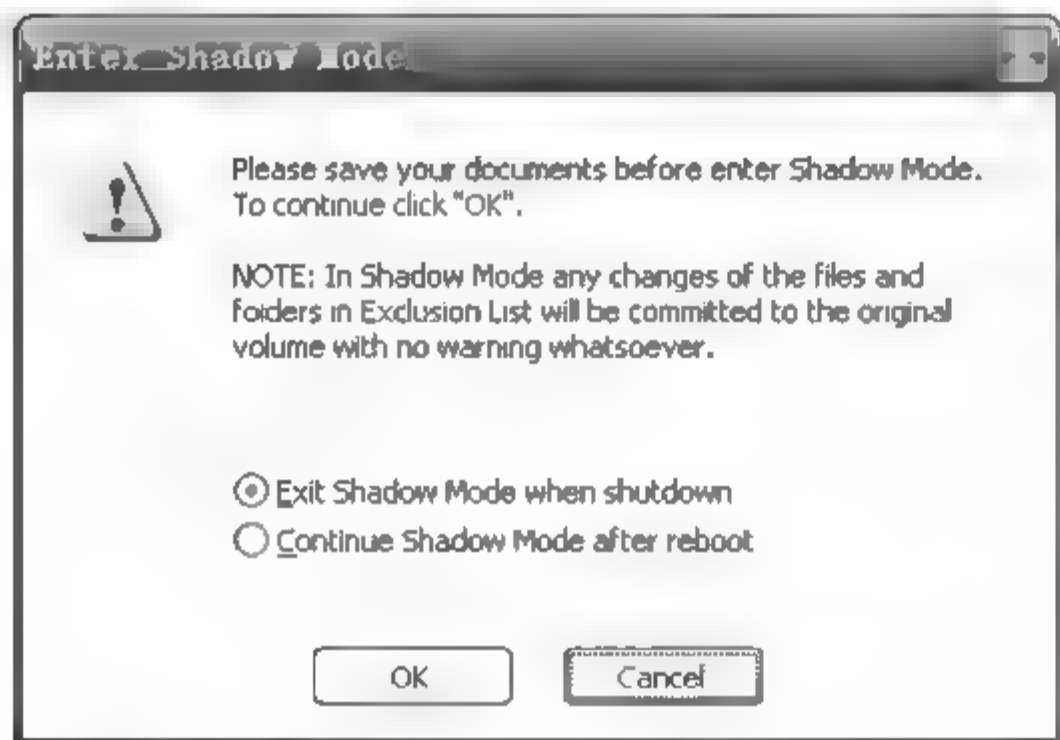 Enter Shadow Mode
Please save your documents before enter Shadow Mode.
To continue click "OK".
NOTE: In Shadow Mode any changes of the files and
folders in Exclusion List will be committed to the original
volume with no warning whatsoever.
Exit Shadow Mode when shutdown
Continue Shadow Mode after reboot
OK
Cancel